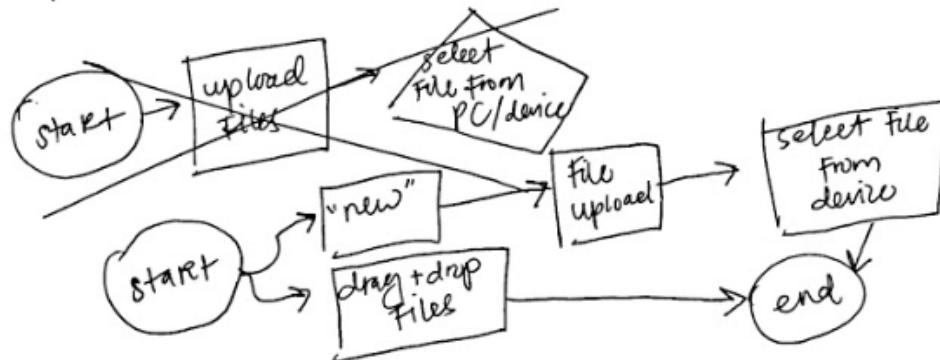 start
upload
files
select
file from
PC/device
start
"new"
file
upload
select file
from
device
drag + drop
files
end